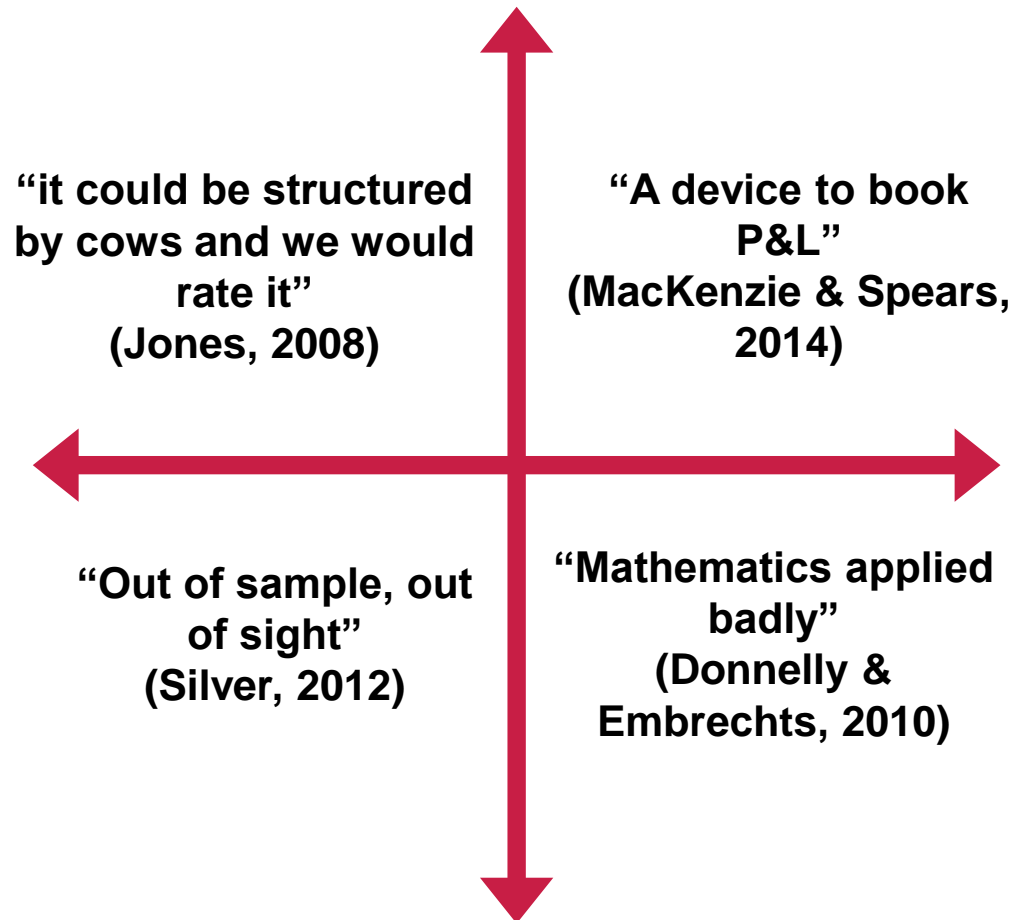 “it could be structured
by cows and we would
rate it”
(Jones, 2008)
“A device to book
P&L”
(MacKenzie & Spears,
2014)
“Out of sample, out
of sight”
(Silver, 2012)
“Mathematics applied
badly”
(Donnelly &
Embrechts, 2010)